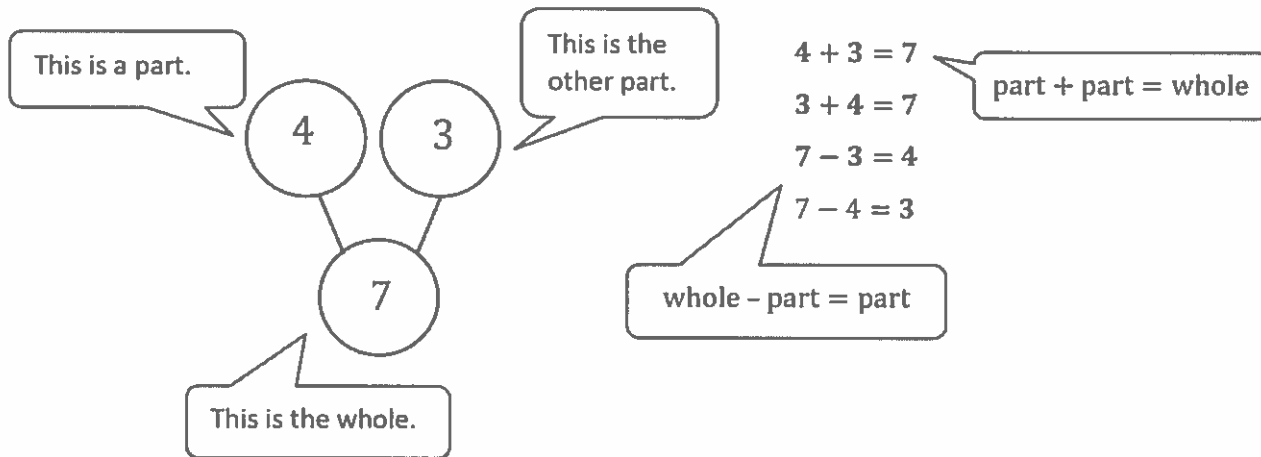 This is a part.
This is the
other part.
4
3
7
This is the whole.
4 + 3 = 7
part + part = whole
3 + 4 = 7
7 − 3 = 4
7 − 4 = 3
whole – part = part